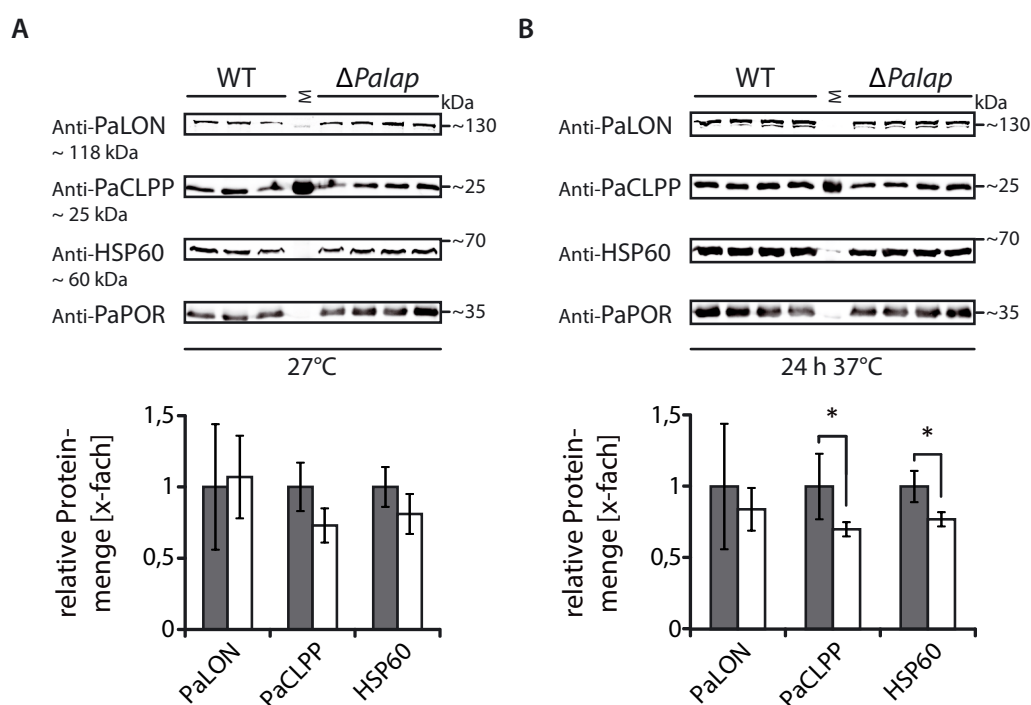 A
WT M ΔPalap
kDa
Anti-PaLON ~130
~ 118 kDa
Anti-PaCLPP ~25
~ 25 kDa
Anti-HSP60 ~70
~ 60 kDa
Anti-PaPOR ~35
27°C
relative Protein-
menge [x-fach]
1,5
1
0,5
0
PaLON PaCLPP HSP60
B
WT M ΔPalap
kDa
Anti-PaLON ~130
Anti-PaCLPP ~25
Anti-HSP60 ~70
Anti-PaPOR ~35
24 h 37°C
relative Protein-
menge [x-fach]
1,5
1
0,5
0
* *
PaLON PaCLPP HSP60